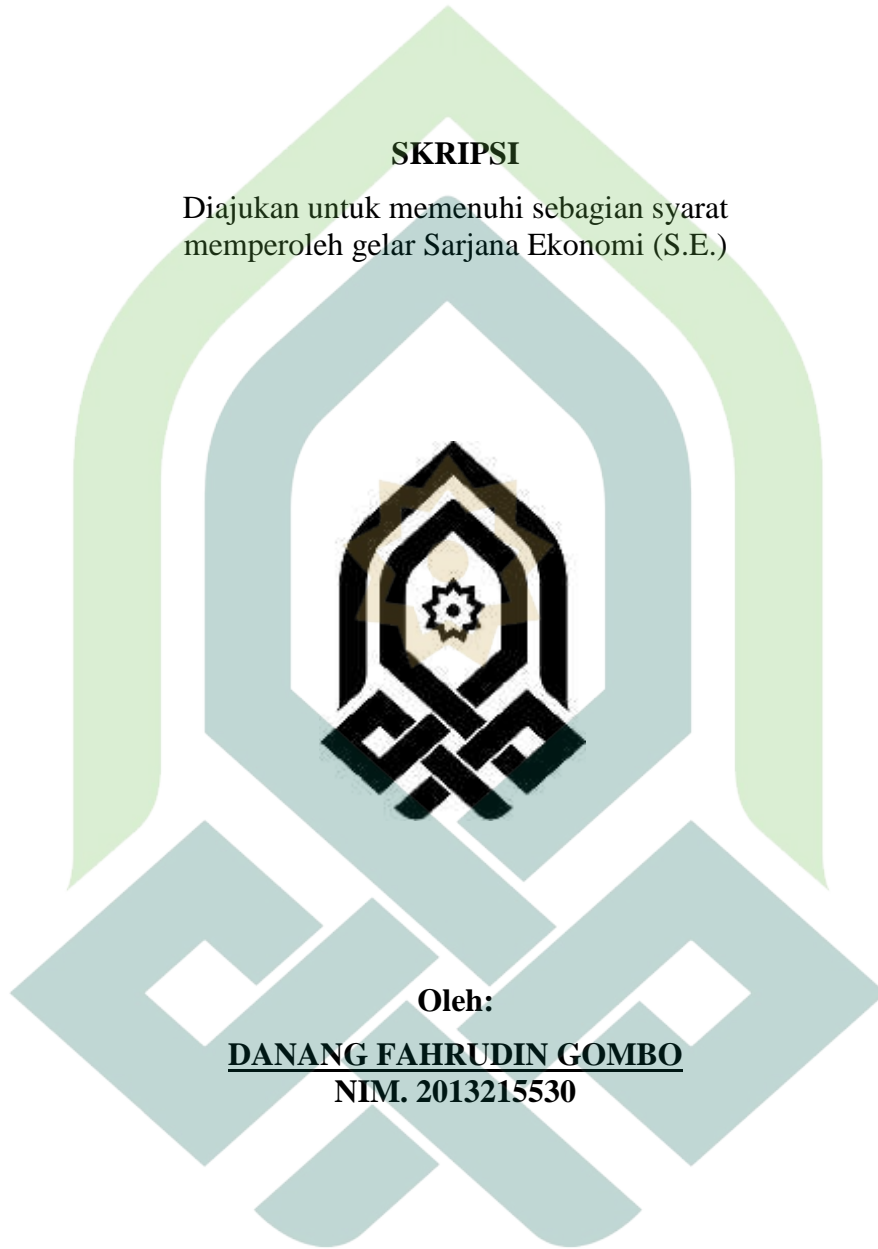 SKRIPSI
Diajukan untuk memenuhi sebagian syarat
memperoleh gelar Sarjana Ekonomi (S.E.)
Oleh:
DANANG FAHRUDIN GOMBO
NIM. 2013215530